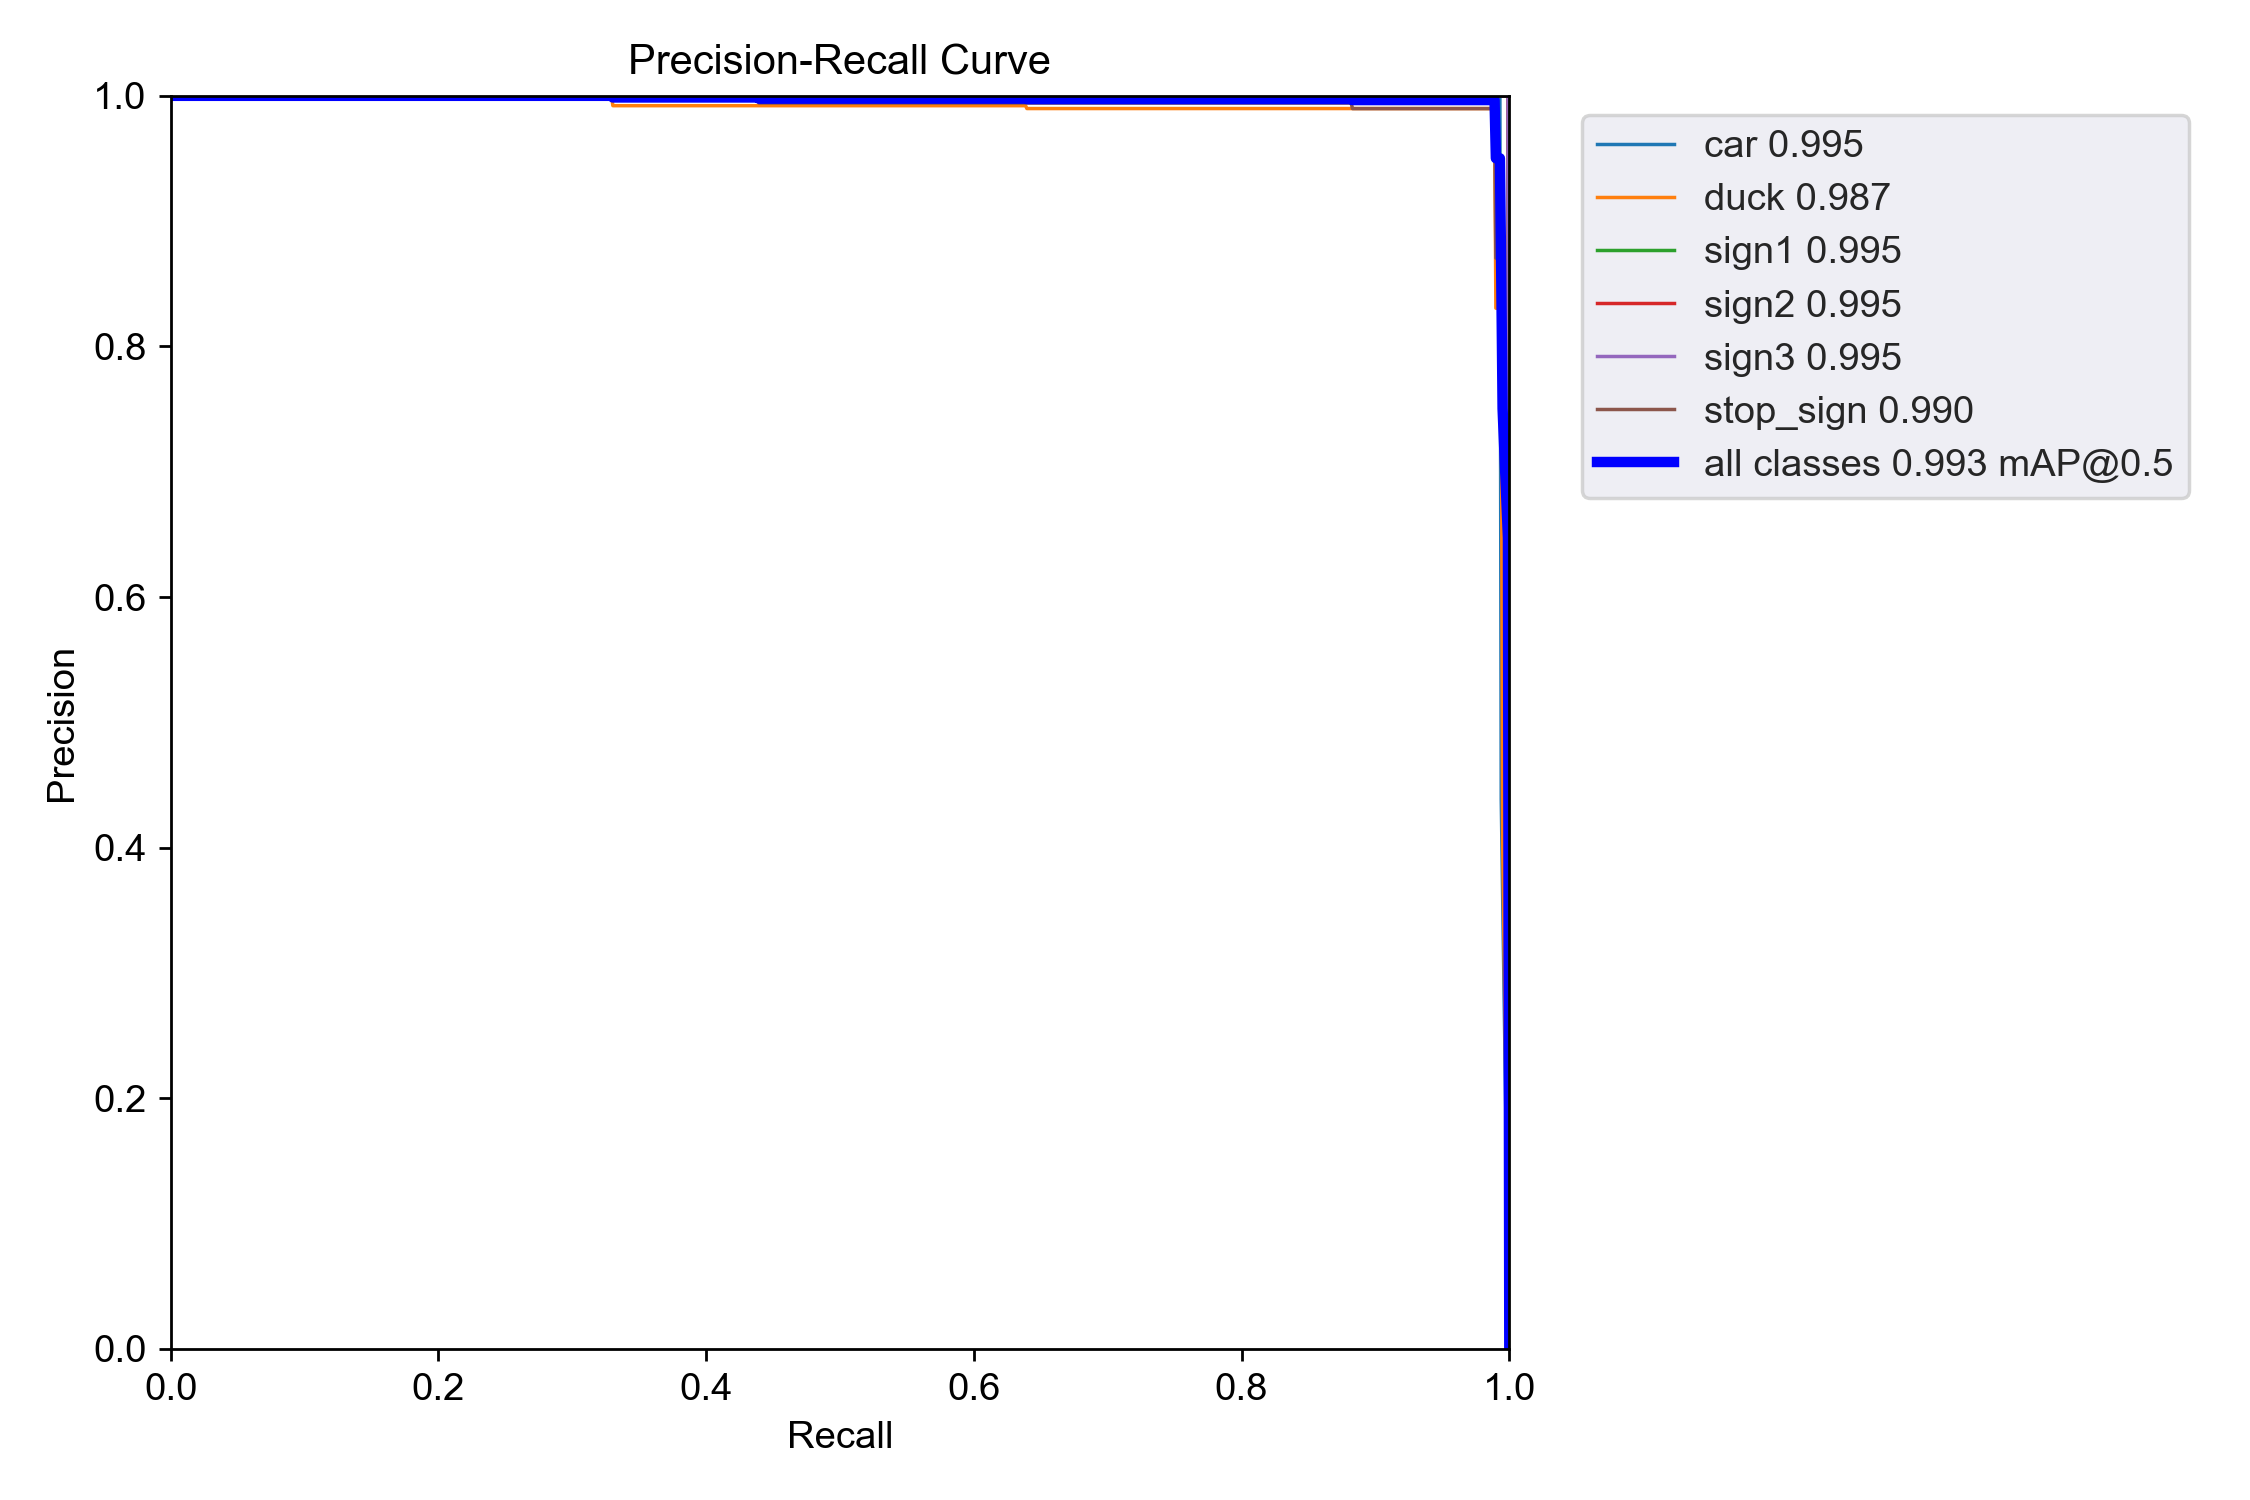 Precision-Recall Curve
1.0
0.8
0.6
0.4
0.2
0.0
Precision
0.0 0.2 0.4 0.6 0.8 1.0
Recall
car 0.995
duck 0.987
sign1 0.995
sign2 0.995
sign3 0.995
stop_sign 0.990
all classes 0.993 mAP@0.5